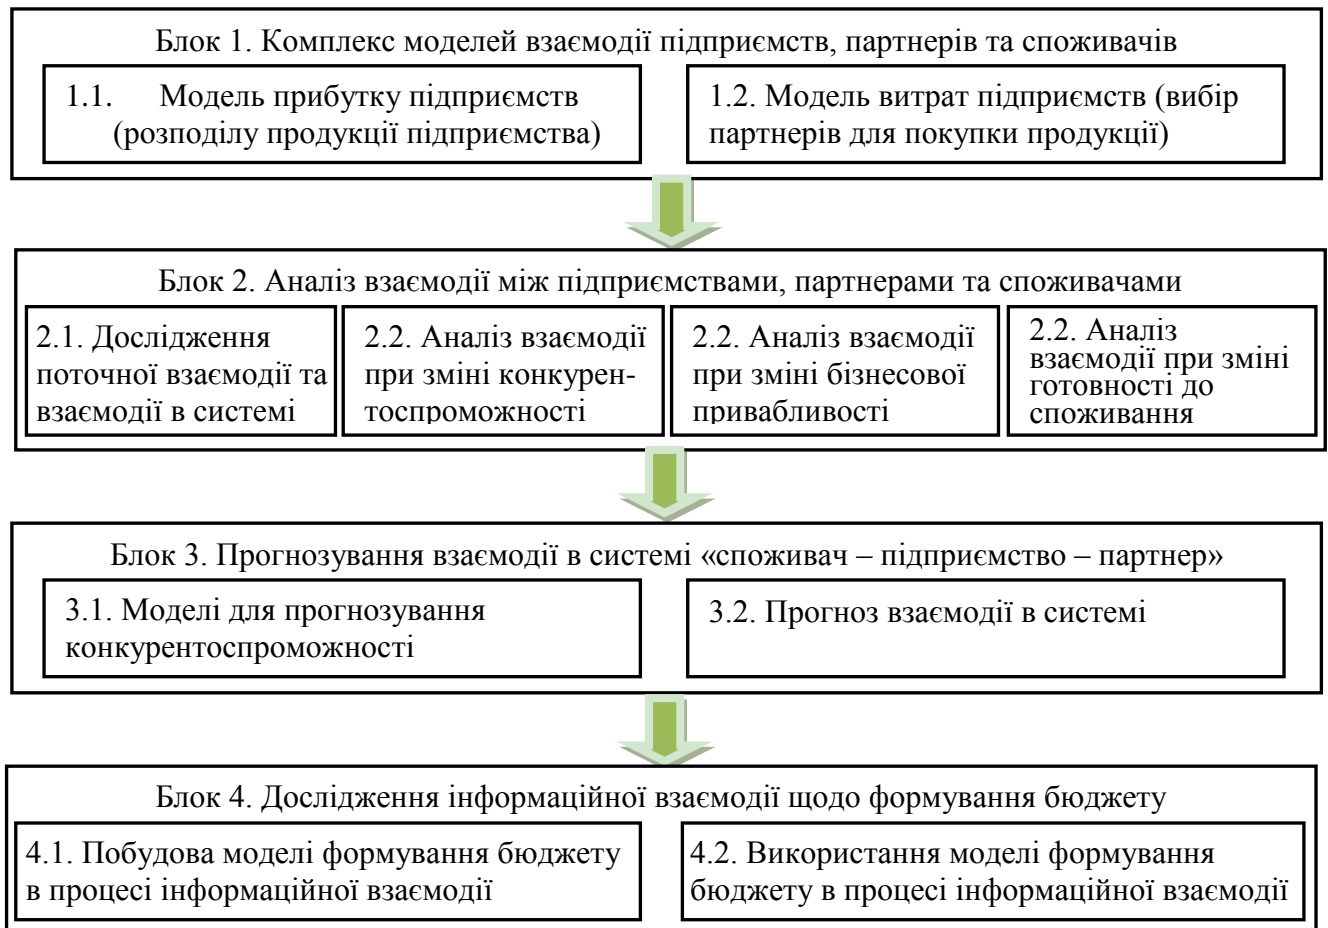 Блок 1. Комплекс моделей взаємодії підприємств, партнерів та споживачів
1.1. Модель прибутку підприємств
(розподілу продукції підприємства)
1.2. Модель витрат підприємств (вибір
партнерів для покупки продукції)
Блок 2. Аналіз взаємодії між підприємствами, партнерами та споживачами
2.1. Дослідження
поточної взаємодії та
взаємодії в системі
2.2. Аналіз взаємодії
при зміні конкурен-
тоспроможності
2.2. Аналіз взаємодії
при зміні бізнесової
привабливості
2.2. Аналіз
взаємодії при зміні
готовності до
споживання
Блок 3. Прогнозування взаємодії в системі «споживач – підприємство – партнер»
3.1. Моделі для прогнозування
конкурентоспроможності
3.2. Прогноз взаємодії в системі
Блок 4. Дослідження інформаційної взаємодії щодо формування бюджету
4.1. Побудова моделі формування бюджету
в процесі інформаційної взаємодії
4.2. Використання моделі формування
бюджету в процесі інформаційної взаємодії